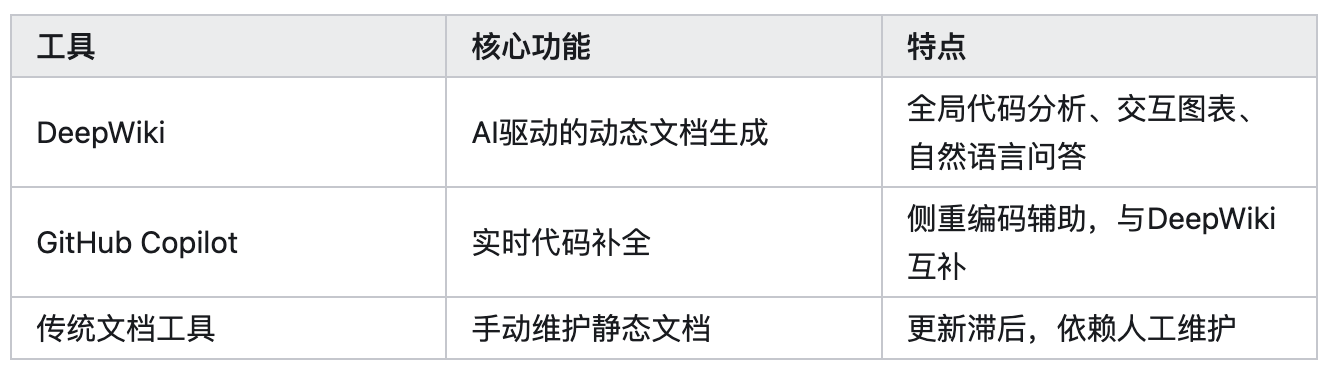 工具 核心功能 特点
DeepWiki AI驱动的动态文档生成 全局代码分析、交互图表、
自然语言问答
GitHub Copilot 实时代码补全 侧重编码辅助，与DeepWiki
互补
传统文档工具 手动维护静态文档 更新滞后，依赖人工维护